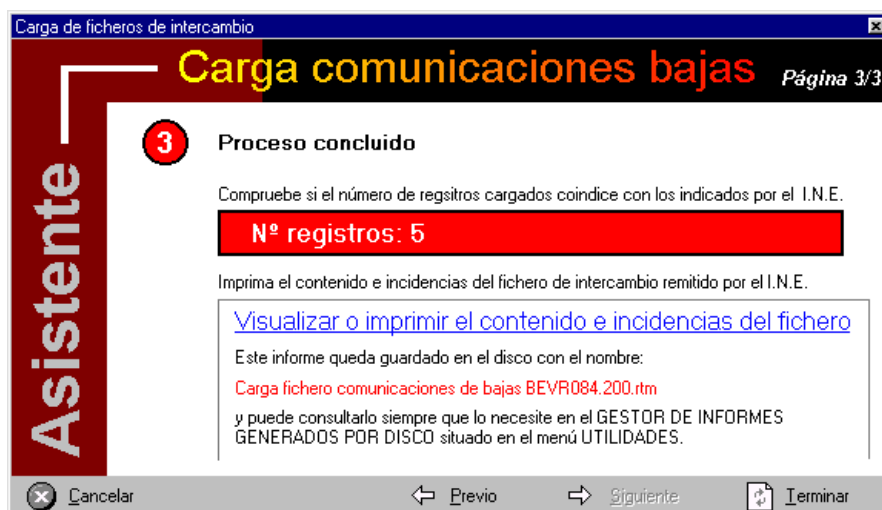 Carga de ficheros de intercambio
Carga comunicaciones bajas
Página 3/3
Asistente
3
Proceso concluido
Compruebe si el número de regsitros cargados coindice con los indicados por el I.N.E.
Nº registros: 5
Imprima el contenido e incidencias del fichero de intercambio remitido por el I.N.E.
Visualizar o imprimir el contenido e incidencias del fichero
Este informe queda guardado en el disco con el nombre:
Carga fichero comunicaciones de bajas BEVR084.200.rtm
y puede consultarlo siempre que lo necesite en el GESTOR DE INFORMES
GENERADOS POR DISCO situado en el menú UTILIDADES.
Cancelar
Previo
Siguiente
Terminar